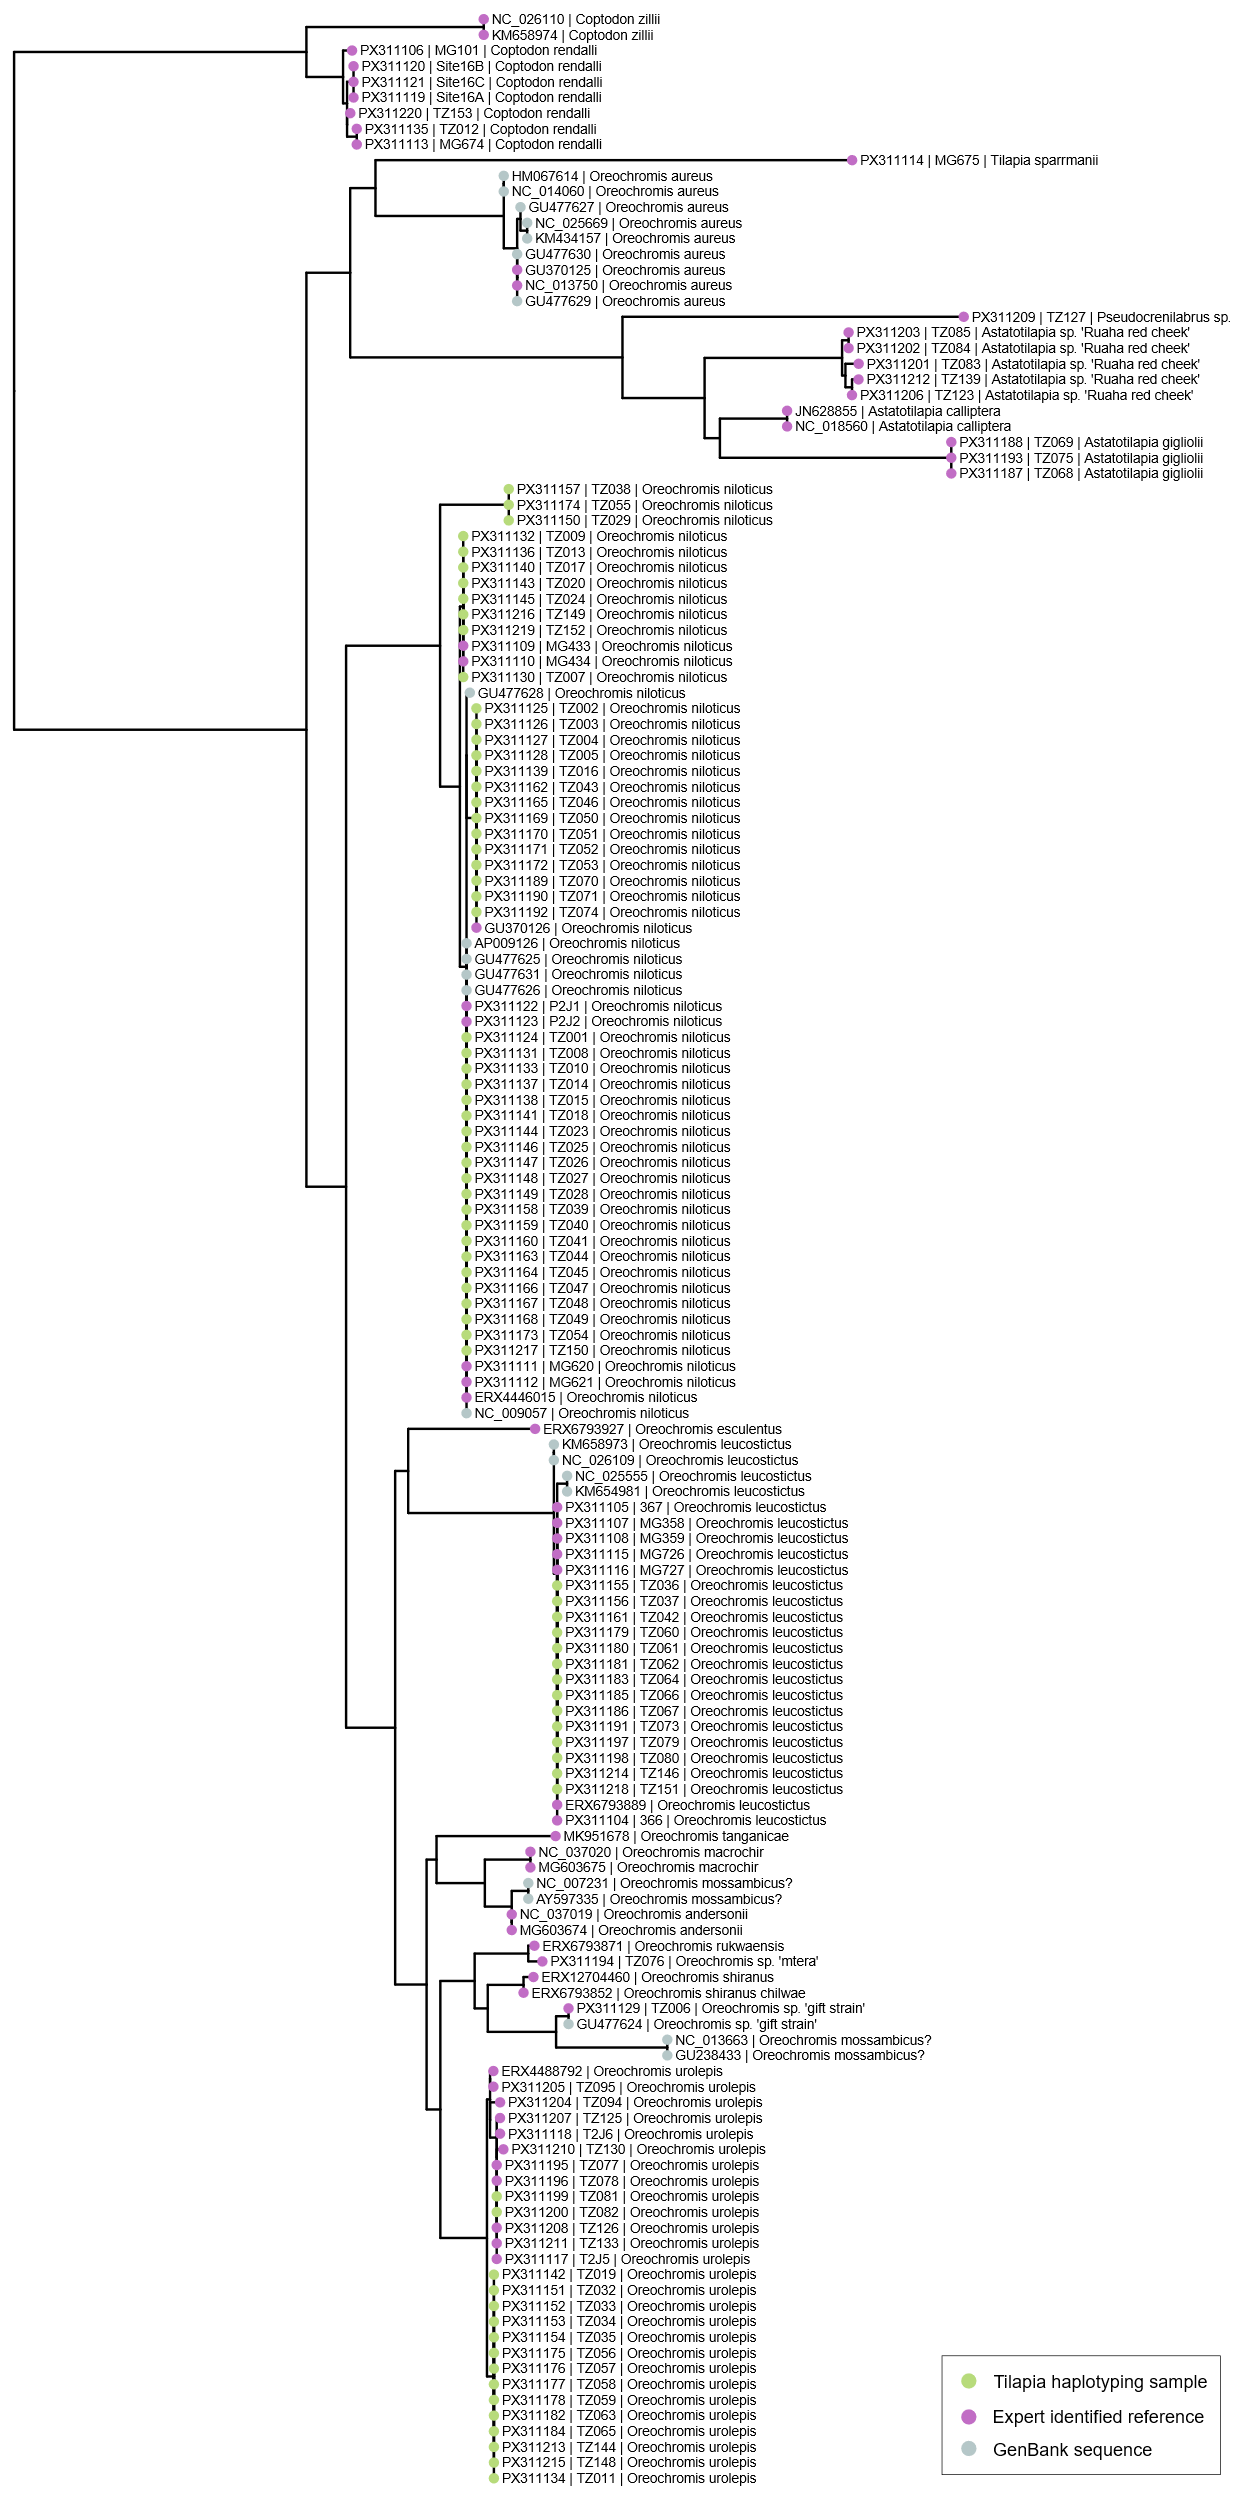 NC_026110 | Coptodon zillii
KM658974 | Coptodon zillii
PX311106 | MG101 | Coptodon rendalli
PX311120 | Site16B | Coptodon rendalli
PX311121 | Site16C | Coptodon rendalli
PX311119 | Site16A | Coptodon rendalli
PX311220 | TZ153 | Coptodon rendalli
PX311135 | TZ012 | Coptodon rendalli
PX311113 | MG674 | Coptodon rendalli
PX311114 | MG675 | Tilapia sparrmanii
HM067614 | Oreochromis aureus
NC_014060 | Oreochromis aureus
GU477627 | Oreochromis aureus
NC_025669 | Oreochromis aureus
KM434157 | Oreochromis aureus
GU477630 | Oreochromis aureus
GU370125 | Oreochromis aureus
NC_013750 | Oreochromis aureus
GU477629 | Oreochromis aureus
PX311209 | TZ127 | Pseudocrenilabrus sp.
PX311203 | TZ085 | Astatotilapia sp. 'Ruaha red cheek'
PX311202 | TZ084 | Astatotilapia sp. 'Ruaha red cheek'
PX311201 | TZ083 | Astatotilapia sp. 'Ruaha red cheek'
PX311212 | TZ139 | Astatotilapia sp. 'Ruaha red cheek'
PX311206 | TZ123 | Astatotilapia sp. 'Ruaha red cheek'
JN628855 | Astatotilapia calliptera
NC_018560 | Astatotilapia calliptera
PX311188 | TZ069 | Astatotilapia gigliolii
PX311193 | TZ075 | Astatotilapia gigliolii
PX311187 | TZ068 | Astatotilapia gigliolii
PX311157 | TZ038 | Oreochromis niloticus
PX311174 | TZ055 | Oreochromis niloticus
PX311150 | TZ029 | Oreochromis niloticus
PX311132 | TZ009 | Oreochromis niloticus
PX311136 | TZ013 | Oreochromis niloticus
PX311140 | TZ017 | Oreochromis niloticus
PX311143 | TZ020 | Oreochromis niloticus
PX311145 | TZ024 | Oreochromis niloticus
PX311216 | TZ149 | Oreochromis niloticus
PX311219 | TZ152 | Oreochromis niloticus
PX311109 | MG433 | Oreochromis niloticus
PX311110 | MG434 | Oreochromis niloticus
PX311130 | TZ007 | Oreochromis niloticus
GU477628 | Oreochromis niloticus
PX311125 | TZ002 | Oreochromis niloticus
PX311126 | TZ003 | Oreochromis niloticus
PX311127 | TZ004 | Oreochromis niloticus
PX311128 | TZ005 | Oreochromis niloticus
PX311139 | TZ016 | Oreochromis niloticus
PX311162 | TZ043 | Oreochromis niloticus
PX311165 | TZ046 | Oreochromis niloticus
PX311169 | TZ050 | Oreochromis niloticus
PX311170 | TZ051 | Oreochromis niloticus
PX311171 | TZ052 | Oreochromis niloticus
PX311172 | TZ053 | Oreochromis niloticus
PX311189 | TZ070 | Oreochromis niloticus
PX311190 | TZ071 | Oreochromis niloticus
PX311192 | TZ074 | Oreochromis niloticus
GU370126 | Oreochromis niloticus
AP009126 | Oreochromis niloticus
GU477625 | Oreochromis niloticus
GU477631 | Oreochromis niloticus
GU477626 | Oreochromis niloticus
PX311122 | P2J1 | Oreochromis niloticus
PX311123 | P2J2 | Oreochromis niloticus
PX311124 | TZ001 | Oreochromis niloticus
PX311131 | TZ008 | Oreochromis niloticus
PX311133 | TZ010 | Oreochromis niloticus
PX311137 | TZ014 | Oreochromis niloticus
PX311138 | TZ015 | Oreochromis niloticus
PX311141 | TZ018 | Oreochromis niloticus
PX311144 | TZ023 | Oreochromis niloticus
PX311146 | TZ025 | Oreochromis niloticus
PX311147 | TZ026 | Oreochromis niloticus
PX311148 | TZ027 | Oreochromis niloticus
PX311149 | TZ028 | Oreochromis niloticus
PX311158 | TZ039 | Oreochromis niloticus
PX311159 | TZ040 | Oreochromis niloticus
PX311160 | TZ041 | Oreochromis niloticus
PX311163 | TZ044 | Oreochromis niloticus
PX311164 | TZ045 | Oreochromis niloticus
PX311166 | TZ047 | Oreochromis niloticus
PX311167 | TZ048 | Oreochromis niloticus
PX311168 | TZ049 | Oreochromis niloticus
PX311173 | TZ054 | Oreochromis niloticus
PX311217 | TZ150 | Oreochromis niloticus
PX311111 | MG620 | Oreochromis niloticus
PX311112 | MG621 | Oreochromis niloticus
ERX4446015 | Oreochromis niloticus
NC_009057 | Oreochromis niloticus
ERX6793927 | Oreochromis esculentus
KM658973 | Oreochromis leucostictus
NC_026109 | Oreochromis leucostictus
NC_025555 | Oreochromis leucostictus
KM654981 | Oreochromis leucostictus
PX311105 | 367 | Oreochromis leucostictus
PX311107 | MG358 | Oreochromis leucostictus
PX311108 | MG359 | Oreochromis leucostictus
PX311115 | MG726 | Oreochromis leucostictus
PX311116 | MG727 | Oreochromis leucostictus
PX311155 | TZ036 | Oreochromis leucostictus
PX311156 | TZ037 | Oreochromis leucostictus
PX311161 | TZ042 | Oreochromis leucostictus
PX311179 | TZ060 | Oreochromis leucostictus
PX311180 | TZ061 | Oreochromis leucostictus
PX311181 | TZ062 | Oreochromis leucostictus
PX311183 | TZ064 | Oreochromis leucostictus
PX311185 | TZ066 | Oreochromis leucostictus
PX311186 | TZ067 | Oreochromis leucostictus
PX311191 | TZ073 | Oreochromis leucostictus
PX311197 | TZ079 | Oreochromis leucostictus
PX311198 | TZ080 | Oreochromis leucostictus
PX311214 | TZ146 | Oreochromis leucostictus
PX311218 | TZ151 | Oreochromis leucostictus
ERX6793889 | Oreochromis leucostictus
PX311104 | 366 | Oreochromis leucostictus
MK951678 | Oreochromis tanganicae
NC_037020 | Oreochromis macrochir
MG603675 | Oreochromis macrochir
NC_007231 | Oreochromis mossambicus?
AY597335 | Oreochromis mossambicus?
NC_037019 | Oreochromis andersonii
MG603674 | Oreochromis andersonii
ERX6793871 | Oreochromis rukwaensis
PX311194 | TZ076 | Oreochromis sp. 'mtera'
ERX12704460 | Oreochromis shiranus
ERX6793852 | Oreochromis shiranus chilwae
PX311129 | TZ006 | Oreochromis sp. 'gift strain'
GU477624 | Oreochromis sp. 'gift strain'
NC_013663 | Oreochromis mossambicus?
GU238433 | Oreochromis mossambicus?
ERX4488792 | Oreochromis urolepis
PX311205 | TZ095 | Oreochromis urolepis
PX311204 | TZ094 | Oreochromis urolepis
PX311207 | TZ125 | Oreochromis urolepis
PX311118 | T2J6 | Oreochromis urolepis
PX311210 | TZ130 | Oreochromis urolepis
PX311195 | TZ077 | Oreochromis urolepis
PX311196 | TZ078 | Oreochromis urolepis
PX311199 | TZ081 | Oreochromis urolepis
PX311200 | TZ082 | Oreochromis urolepis
PX311208 | TZ126 | Oreochromis urolepis
PX311211 | TZ133 | Oreochromis urolepis
PX311117 | T2J5 | Oreochromis urolepis
PX311142 | TZ019 | Oreochromis urolepis
PX311151 | TZ032 | Oreochromis urolepis
PX311152 | TZ033 | Oreochromis urolepis
PX311153 | TZ034 | Oreochromis urolepis
PX311154 | TZ035 | Oreochromis urolepis
PX311175 | TZ056 | Oreochromis urolepis
PX311176 | TZ057 | Oreochromis urolepis
PX311177 | TZ058 | Oreochromis urolepis
PX311178 | TZ059 | Oreochromis urolepis
PX311182 | TZ063 | Oreochromis urolepis
PX311184 | TZ065 | Oreochromis urolepis
PX311213 | TZ144 | Oreochromis urolepis
PX311215 | TZ148 | Oreochromis urolepis
PX311134 | TZ011 | Oreochromis urolepis
Tilapia haplotyping sample
Expert identified reference
GenBank sequence